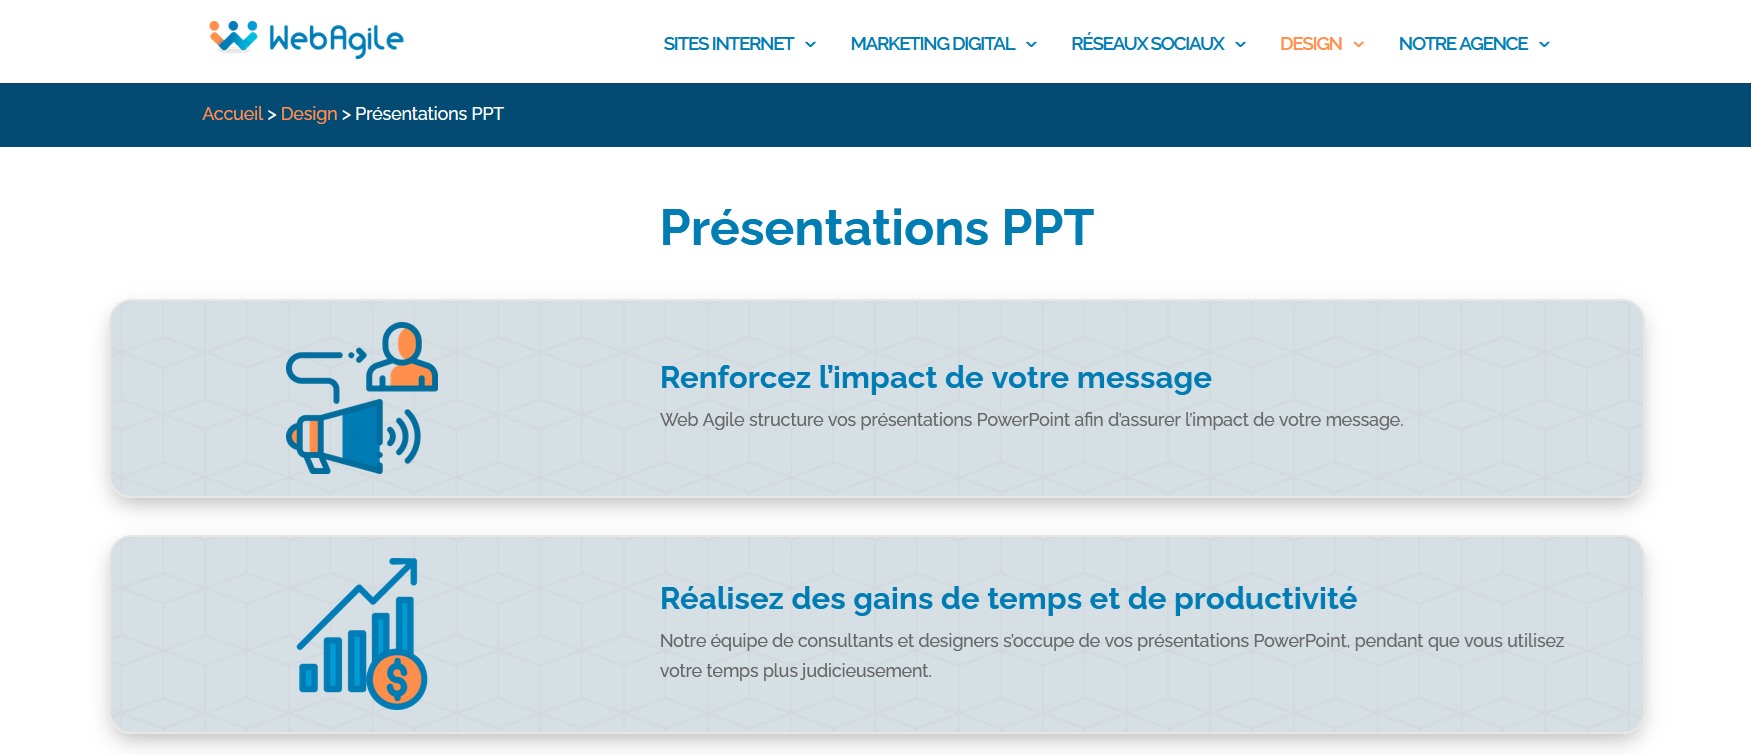 WebAgile
SITES INTERNET
MARKETING DIGITAL
RÉSEAUX SOCIAUX
DESIGN
NOTRE AGENCE
Accueil > Design > Présentations PPT
Présentations PPT
Renforcez l’impact de votre message
Web Agile structure vos présentations PowerPoint afin d’assurer l’impact de votre message.
Réalisez des gains de temps et de productivité
Notre équipe de consultants et designers s’occupe de vos présentations PowerPoint, pendant que vous utilisez
votre temps plus judicieusement.
$